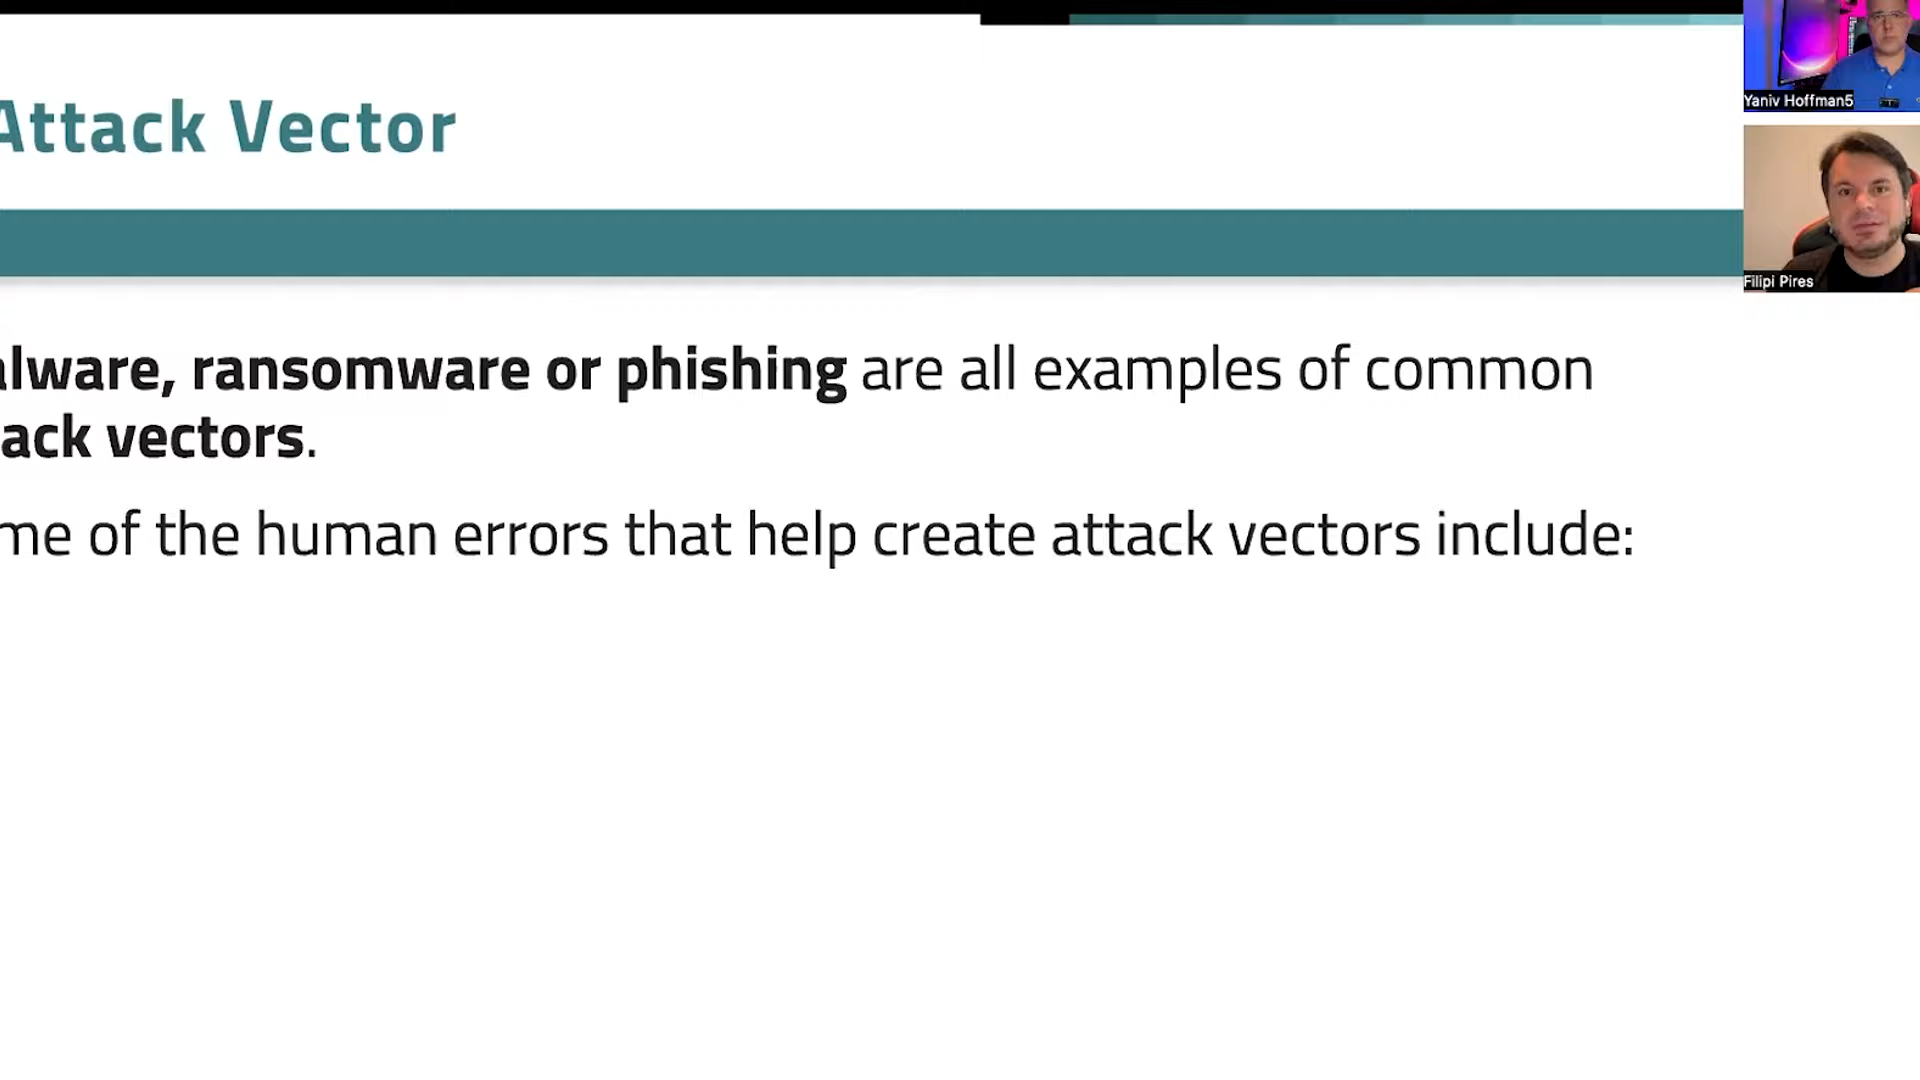 Attack Vector
Yaniv Hoffman5
Filipi Pires
alware, ransomware or phishing are all examples of common
ack vectors.
me of the human errors that help create attack vectors include: